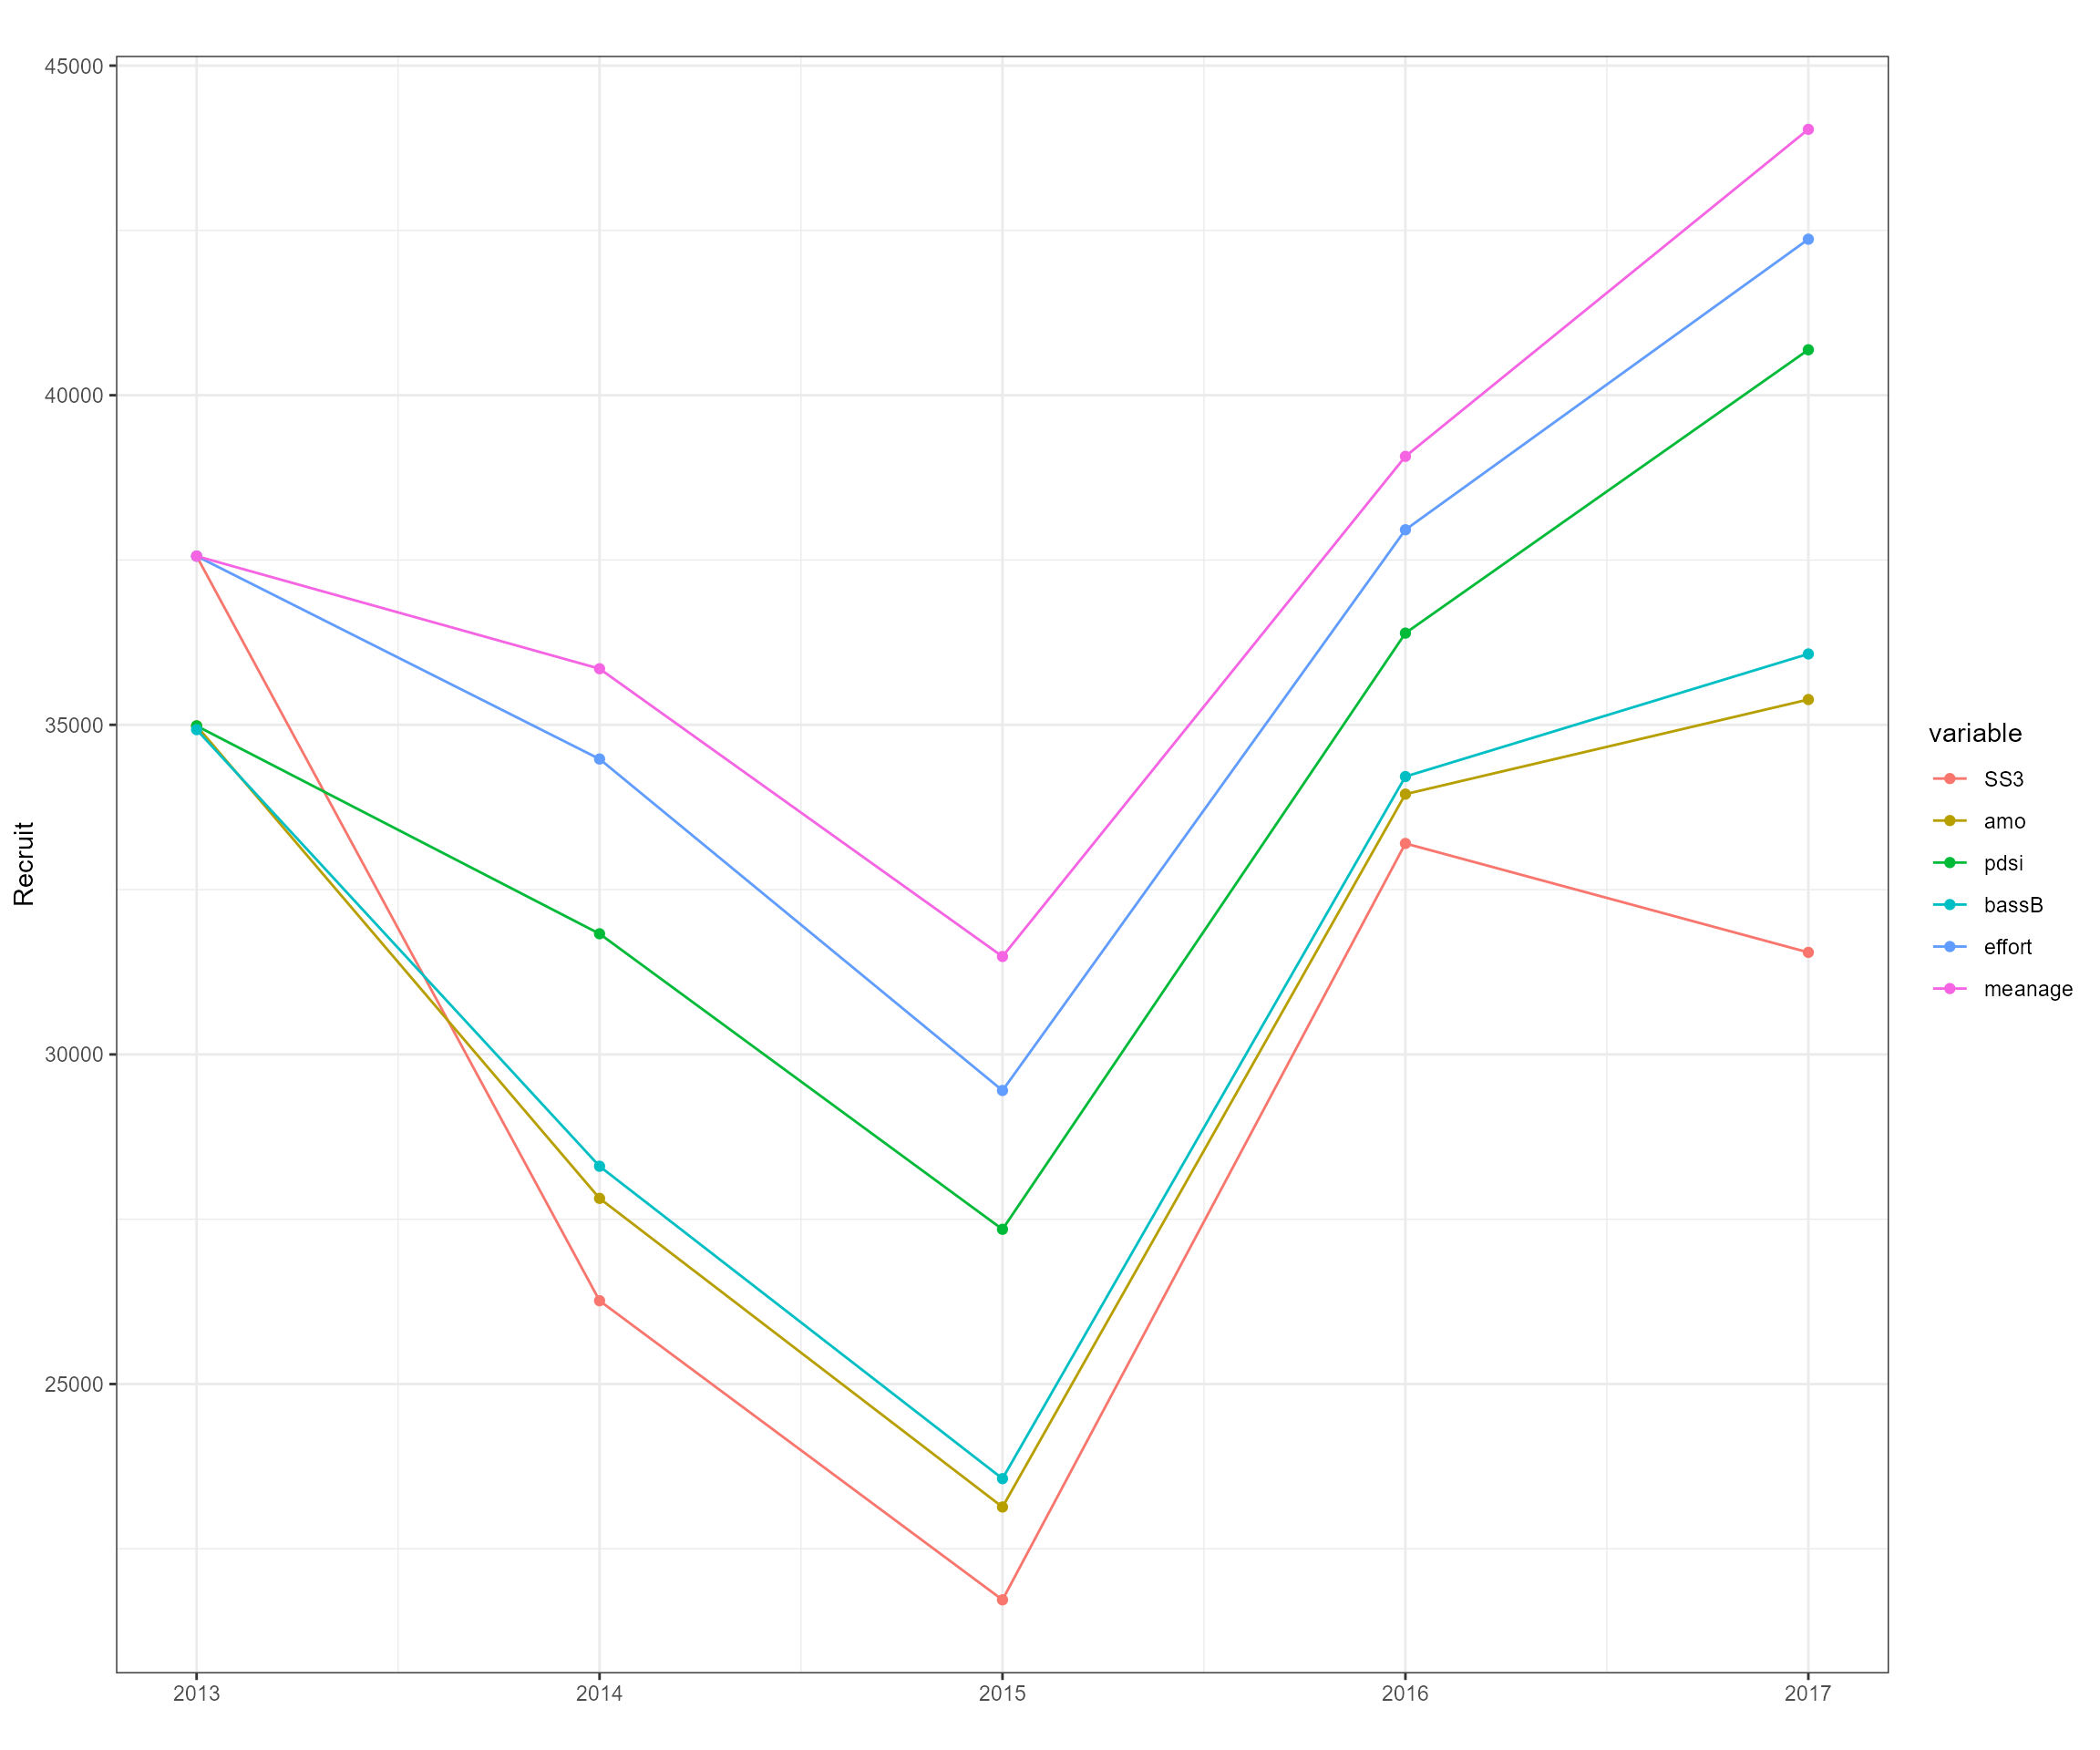 45000
40000
35000
30000
25000
Recruit
2013
2014
2015
2016
2017
variable
SS3
amo
pdsi
bassB
effort
meanage